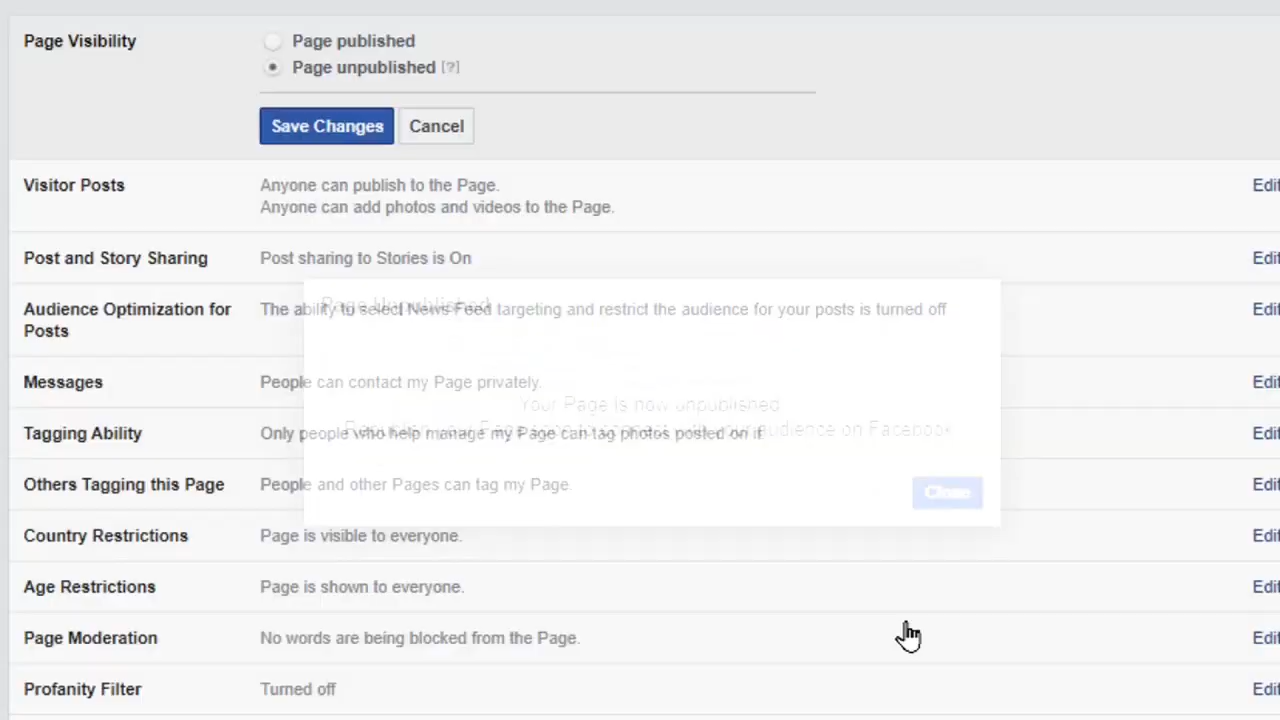 Page Visibility
Page published
Page unpublished [?]
Save Changes Cancel
Visitor Posts
Anyone can publish to the Page.
Edit
Anyone can add photos and videos to the Page.
Post and Story Sharing
Post sharing to Stories is On
Edit
Page Unpublished
Audience Optimization for
Posts
The ability to select News Feed targeting and restrict the audience for your posts is turned off
Edit
Messages
People can contact my Page privately.
Edit
Your Page is now unpublished
Tagging Ability
Only people who help manage my Page can tag photos posted on it.
Edit
your audience on Facebook
Others Tagging this Page
People and other Pages can tag my Page.
Edit
Close
Country Restrictions
Page is visible to everyone.
Edit
Age Restrictions
Page is shown to everyone.
Edit
Page Moderation
No words are being blocked from the Page.
Edit
Profanity Filter
Turned off
Edit